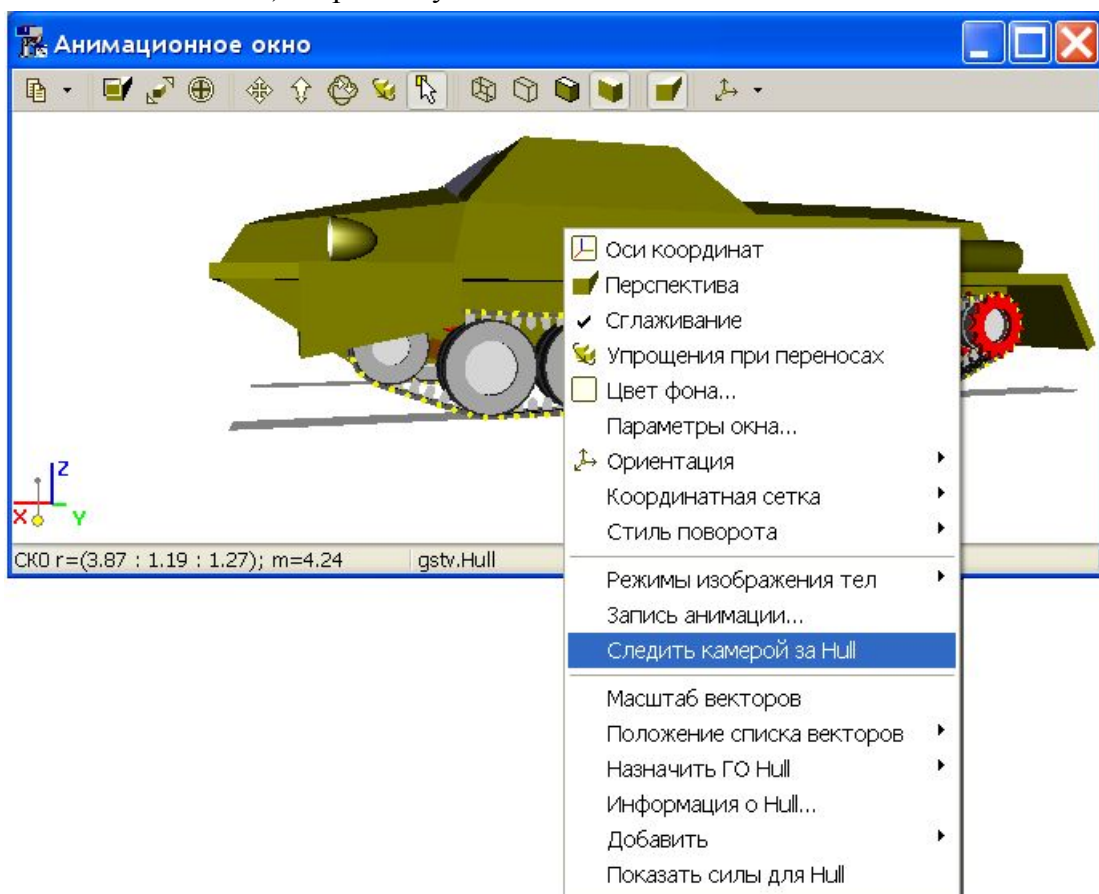 Анимационное окно
Оси координат
Перспектива
Сглаживание
Упрощения при переносах
Цвет фона...
Параметры окна...
Ориентация
Координатная сетка
Стиль поворота
Режимы изображения тел
Запись анимации...
Следить камерой за Hull
Масштаб векторов
Положение списка векторов
Назначить ГО Hull
Информация о Hull...
Добавить
Показать силы для Hull
Z
X
Y
СК0 r=(3.87 : 1.19 : 1.27); m=4.24 gstv.Hull